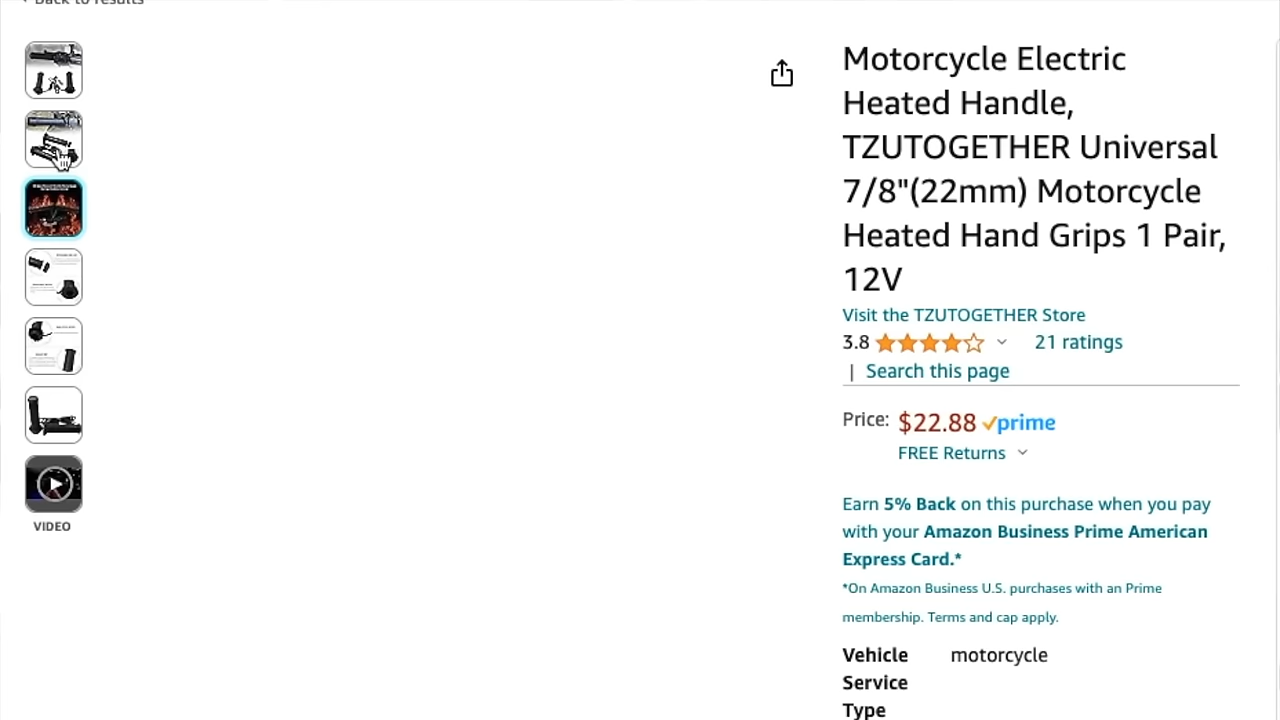 Back to results
Motorcycle Electric
Heated Handle,
TZUTOGETHER Universal
7/8"(22mm) Motorcycle
Heated Hand Grips 1 Pair,
12V
Visit the TZUTOGETHER Store
3.8 21 ratings
| Search this page
Price: $22.88 prime
FREE Returns
Earn 5% Back on this purchase when you pay
with your Amazon Business Prime American
Express Card.*
*On Amazon Business U.S. purchases with an Prime
membership. Terms and cap apply.
Vehicle motorcycle
Service
Type
VIDEO